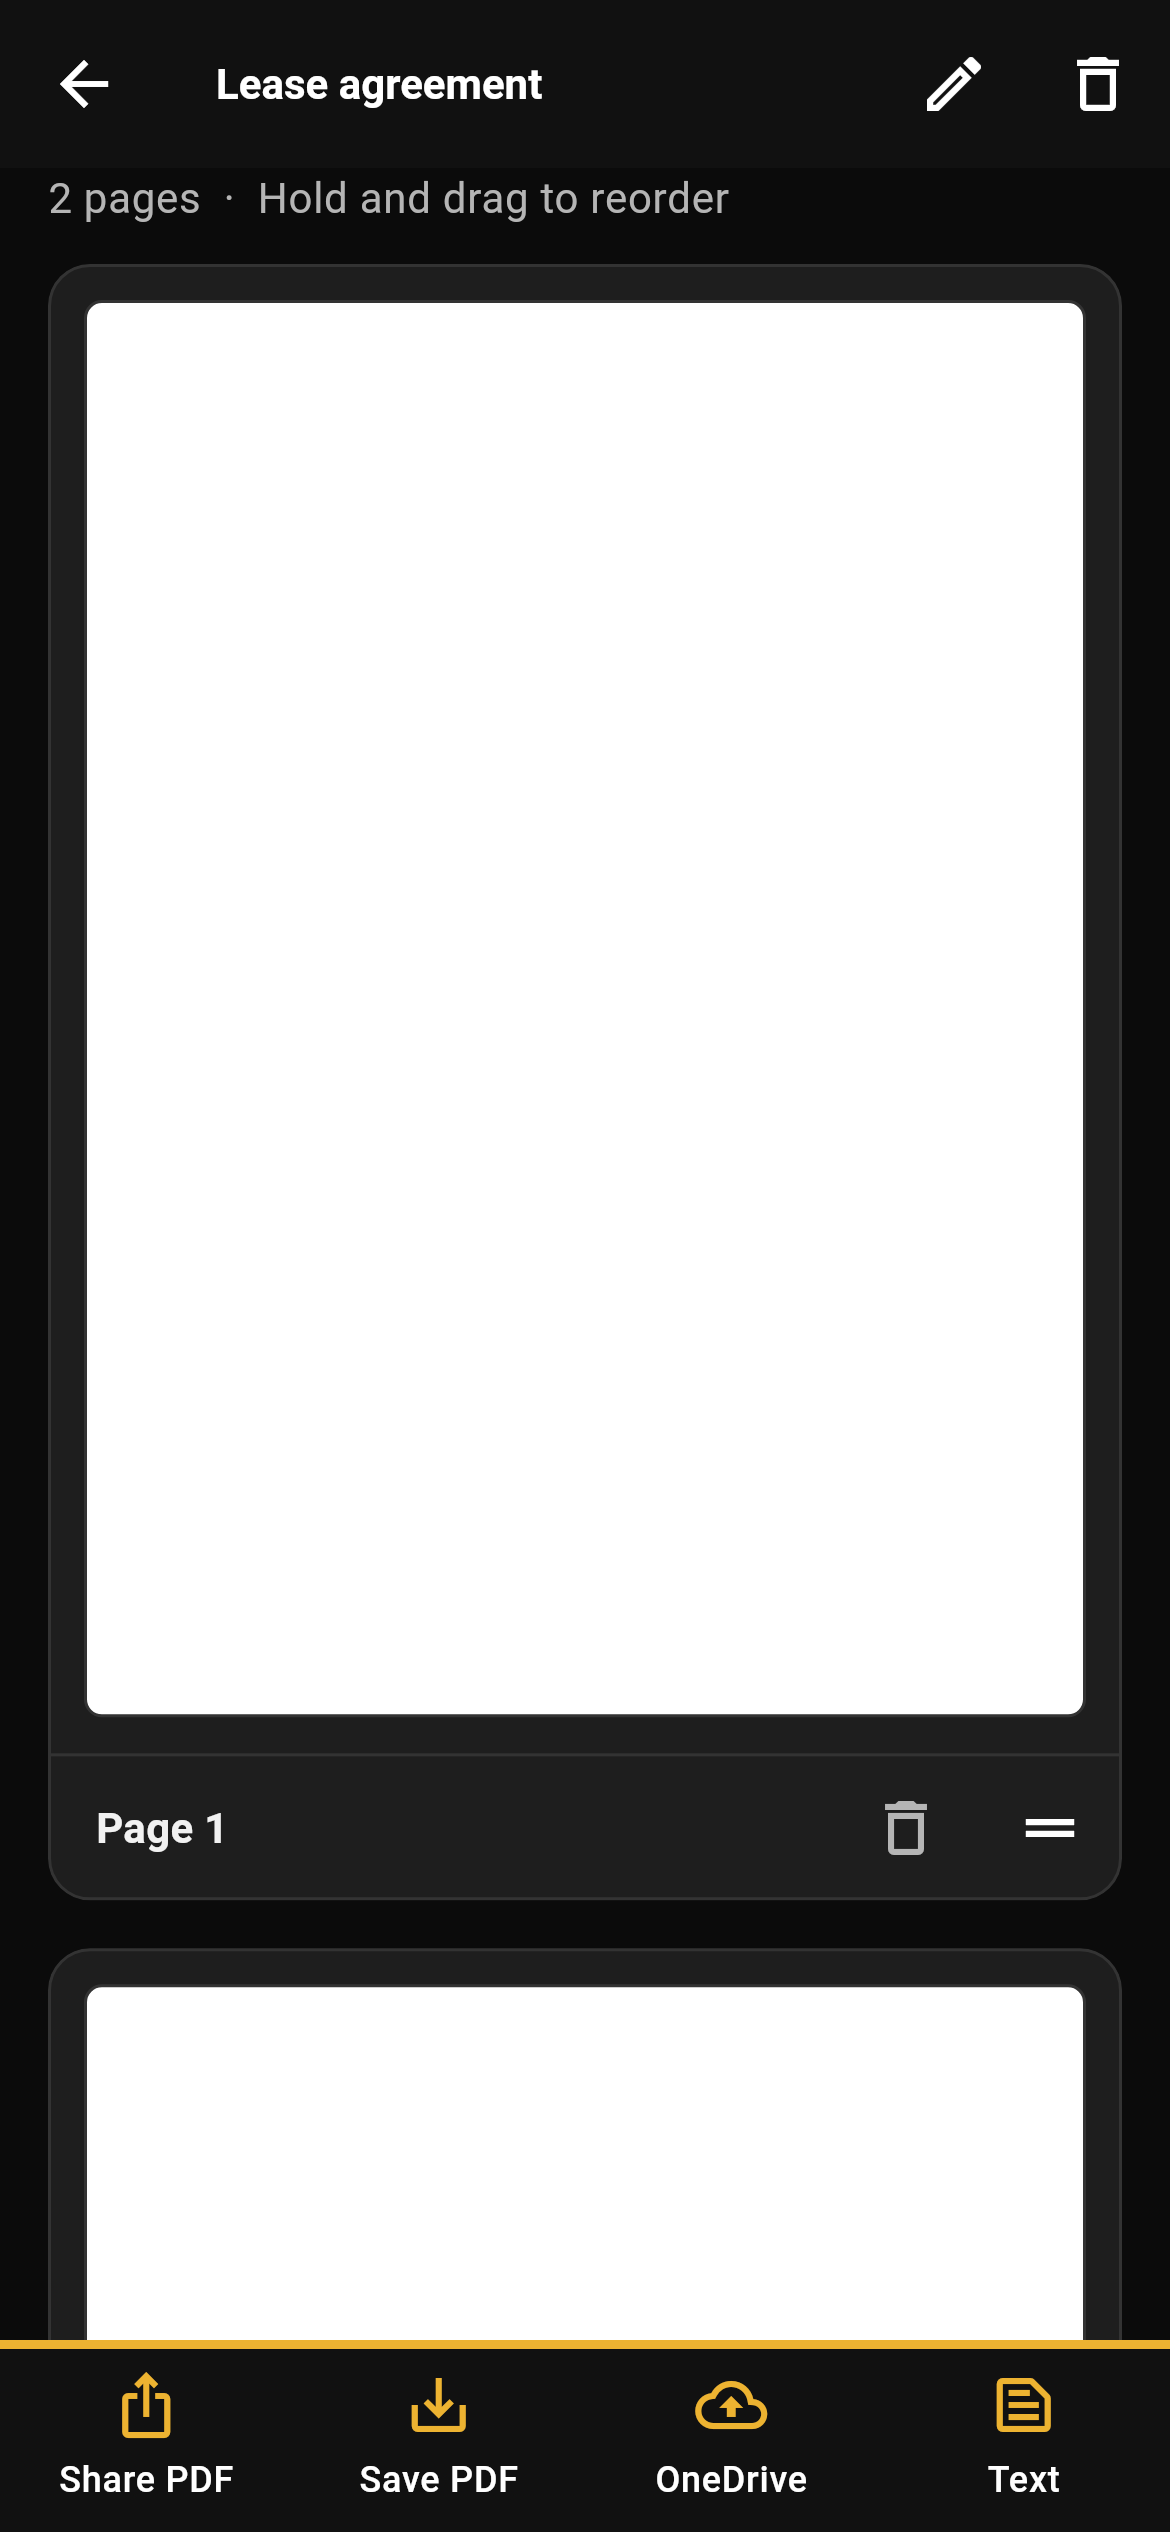 Lease agreement
2 pages · Hold and drag to reorder
Page 1
Share PDF
Save PDF
OneDrive
Text